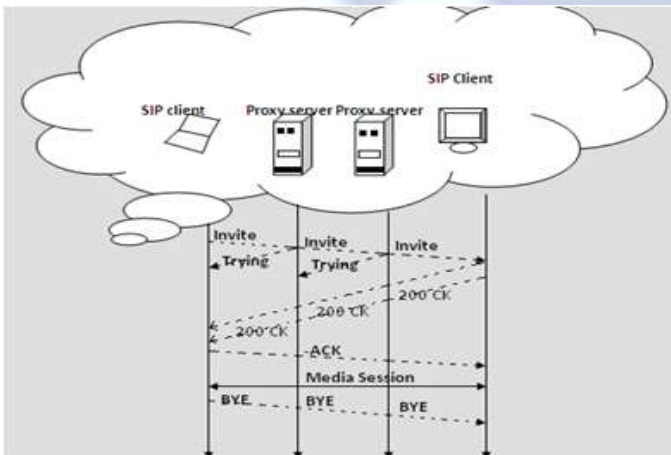 SIP Client
SIP client Proxy server Proxy server
Invite Invite Invite
Trying Trying
200 CK
200 CK
200 CK
ACK
Media Session
BYE BYE BYE